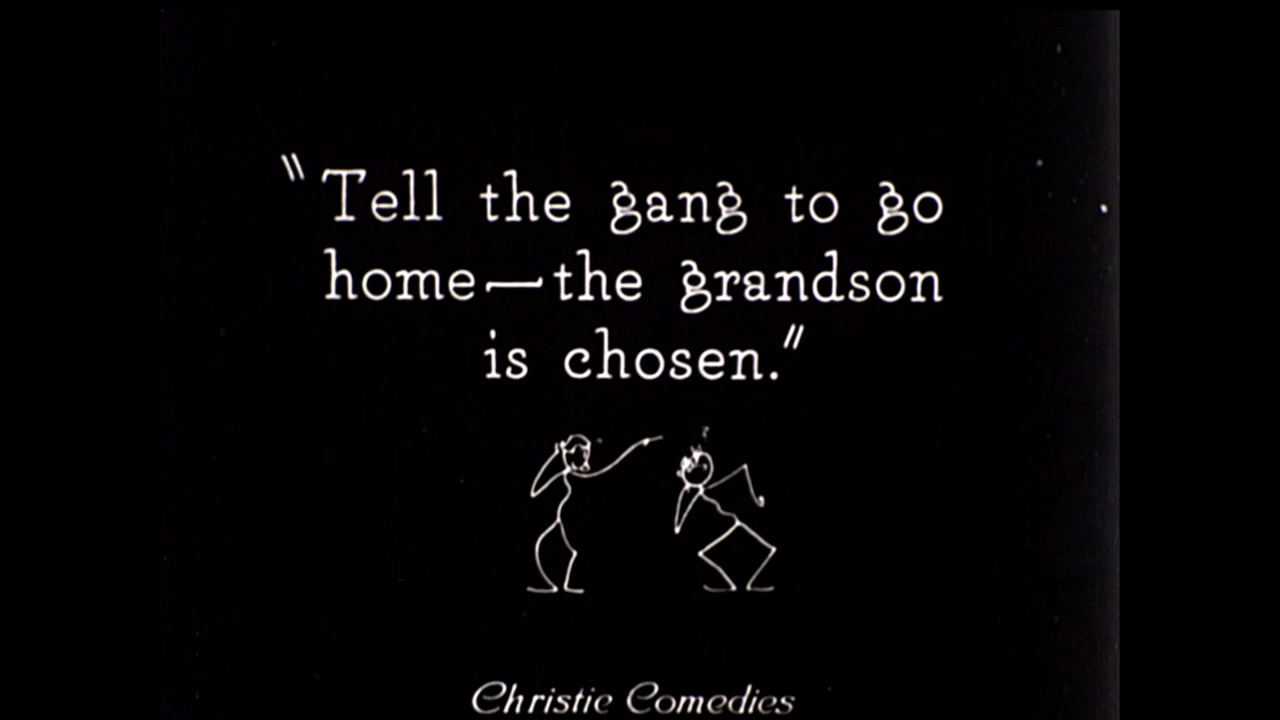 "Tell the gang to go
home—the grandson
is chosen."
?
Christie Comedies